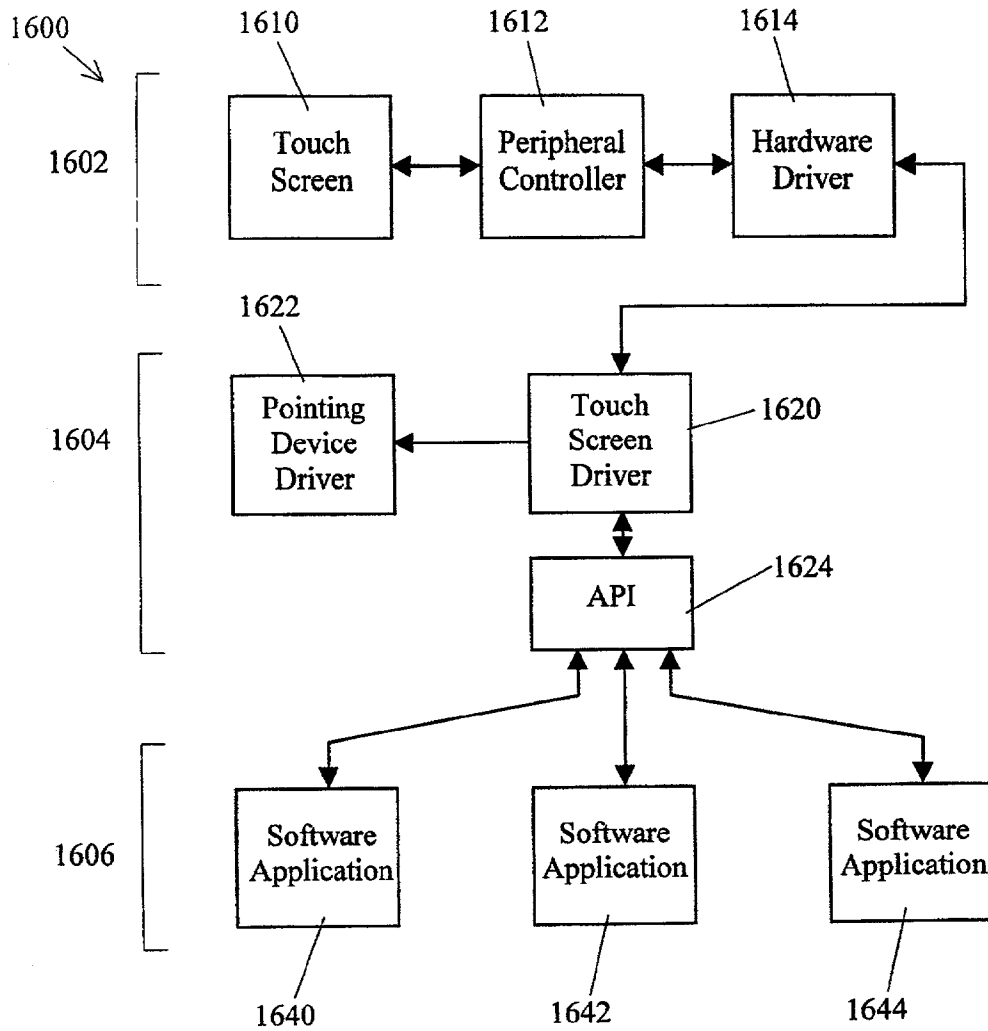 1600
1610
1612
1614
1602
Touch
Screen
Peripheral
Controller
Hardware
Driver
1622
1604
Pointing
Device
Driver
Touch
Screen
Driver
1620
API
1624
1606
Software
Application
Software
Application
Software
Application
1640
1642
1644